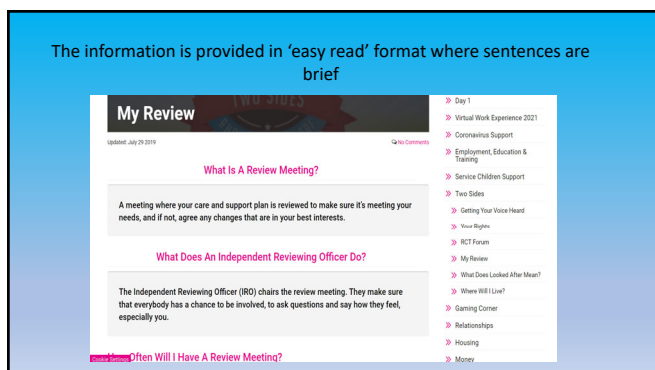 The information is provided in ‘easy read’ format where sentences are
brief
TWO SIDES
My Review
Updated: July 29 2019
No Comments
What Is A Review Meeting?
A meeting where your care and support plan is reviewed to make sure it's meeting your
needs, and if not, agree any changes that are in your best interests.
What Does An Independent Reviewing Officer Do?
The Independent Reviewing Officer (IRO) chairs the review meeting. They make sure
that everybody has a chance to be involved, to ask questions and say how they feel,
especially you.
Often Will I Have A Review Meeting?
Cookie Settings
Day 1
Virtual Work Experience 2021
Coronavirus Support
Employment, Education &
Training
Service Children Support
Two Sides
Getting Your Voice Heard
Your Rights
RCT Forum
My Review
What Does Looked After Mean?
Where Will I Live?
Gaming Corner
Relationships
Housing
Money